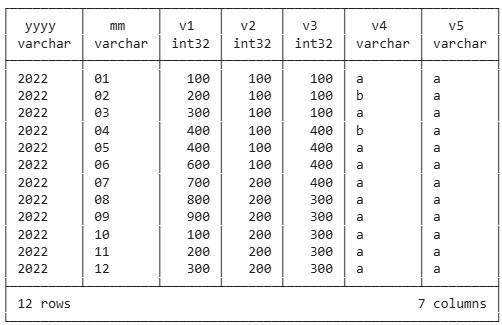 yyyy mm v1 v2 v3 v4 v5
varchar varchar int32 int32 int32 varchar varchar
2022 01 100 100 100 a a
2022 02 200 100 100 b a
2022 03 300 100 100 a a
2022 04 400 100 400 b a
2022 05 400 100 400 a a
2022 06 600 100 400 a a
2022 07 700 200 400 a a
2022 08 800 200 300 a a
2022 09 900 200 300 a a
2022 10 100 200 300 a a
2022 11 200 200 300 a a
2022 12 300 200 300 a a
12 rows 7 columns